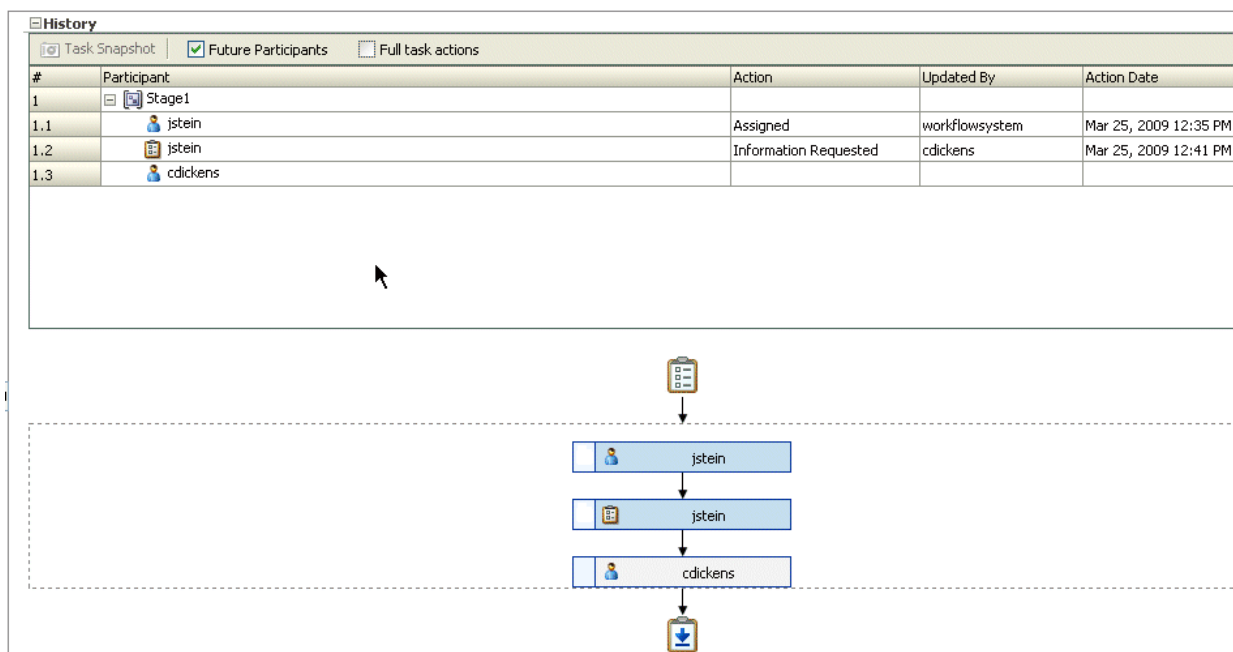 History
Task Snapshot Future Participants Full task actions
# Participant Action Updated By Action Date
1 Stage1
1.1 jstein Assigned workflowsystem Mar 25, 2009 12:35 PM
1.2 jstein Information Requested cdickens Mar 25, 2009 12:41 PM
1.3 cdickens
jstein
jstein
cdickens